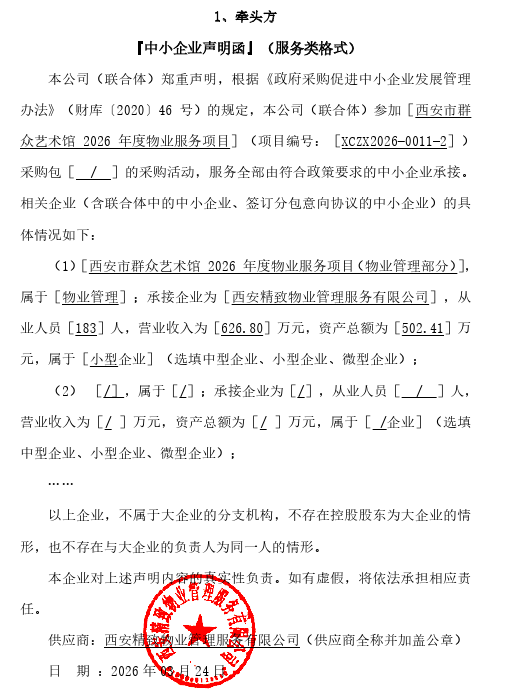 1、牵头方
『中小企业声明函』（服务类格式）
本公司（联合体）郑重声明，根据《政府采购促进中小企业发展管理
办法》（财库〔2020〕46 号）的规定，本公司（联合体）参加［西安市群
众艺术馆 2026 年度物业服务项目］（项目编号：［XCZX2026-0011-2］）
采购包［ / ］的采购活动，服务全部由符合政策要求的中小企业承接。
相关企业（含联合体中的中小企业、签订分包意向协议的中小企业）的具
体情况如下：
（1）［西安市群众艺术馆 2026 年度物业服务项目（物业管理部分）］，
属于［物业管理］；承接企业为［西安精致物业管理服务有限公司］，从
业人员［183］人，营业收入为［626.80］万元，资产总额为［502.41］万
元，属于［小型企业］（选填中型企业、小型企业、微型企业）；
（2） ［/］，属于［/］；承接企业为［/］，从业人员［ / ］人，
营业收入为［/ ］万元，资产总额为［/ ］万元，属于［ /企业］（选填
中型企业、小型企业、微型企业）；
……
以上企业，不属于大企业的分支机构，不存在控股股东为大企业的情
形，也不存在与大企业的负责人为同一人的情形。
本企业对上述声明内容的真实性负责。如有虚假，将依法承担相应责
任。
供应商：西安精致物业管理服务有限公司（供应商全称并加盖公章）
日 期：2026 年 03 月 24 日
西安精致物业管理服务有限公司